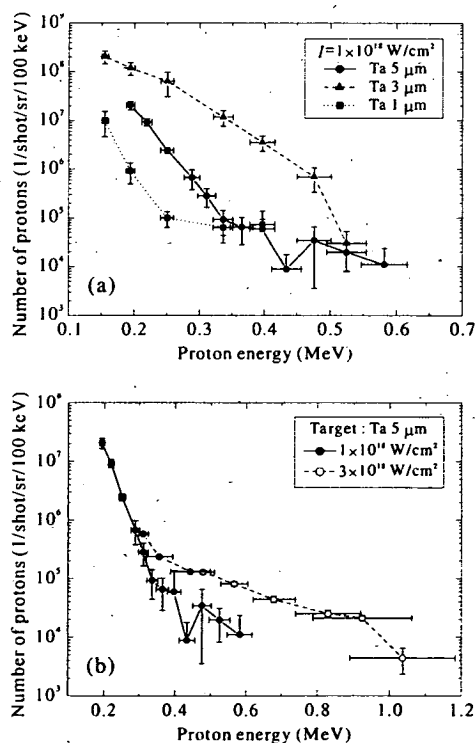 10⁸
10⁷
10⁶
10⁵
10⁴
10³
Number of protons (1/shot/sr/100 keV)
I=1×10¹⁸ W/cm²
Ta 5 μm
Ta 3 μm
Ta 1 μm
(a)
0.1 0.2 0.3 0.4 0.5 0.6 0.7
Proton energy (MeV)
10⁸
10⁷
10⁶
10⁵
10⁴
10³
Number of protons (1/shot/sr/100 keV)
Target : Ta 5 μm
1×10¹⁸ W/cm²
3×10¹⁸ W/cm²
(b)
0.2 0.4 0.6 0.8 1.0 1.2
Proton energy (MeV)